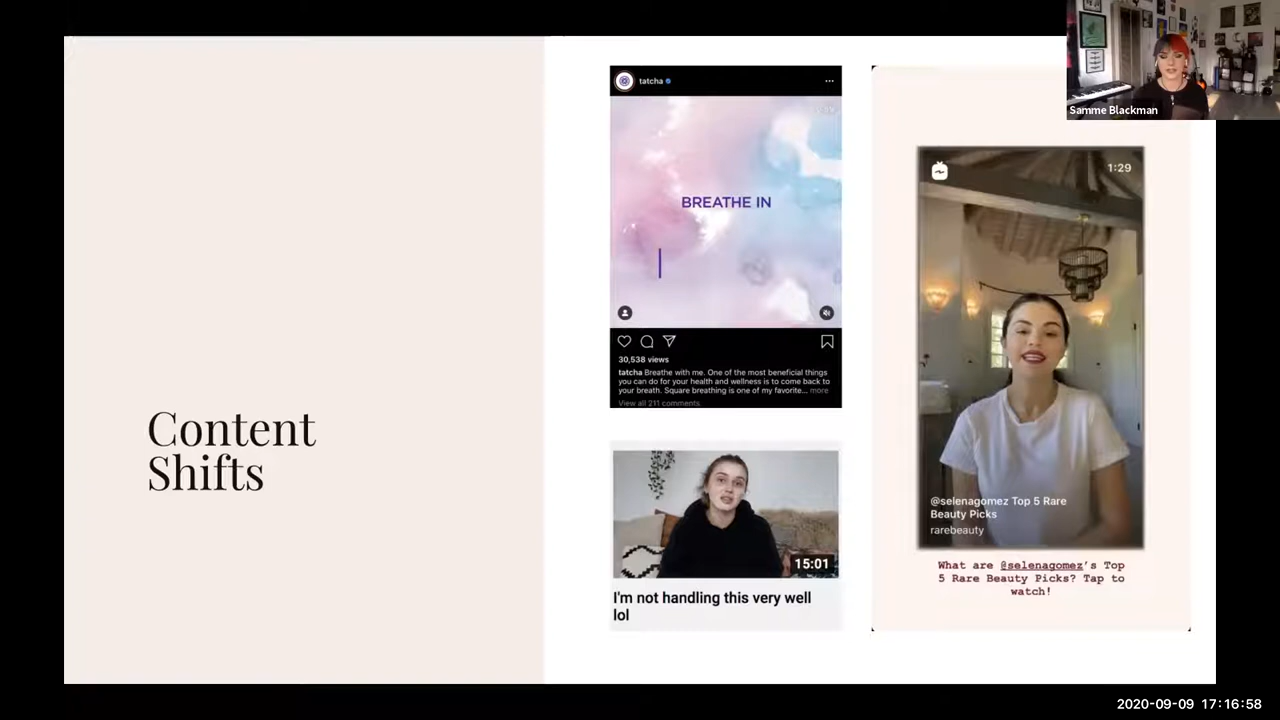 Samme Blackman
tatcha
BREATHE IN
30,538 views
tatcha Breathe with me. One of the most beneficial things
you can do for your health and wellness is to come back to
your breath. Square breathing is one of my favorite... more
View all 211 comments
15:01
I'm not handling this very well
lol
1:29
@selenagomez Top 5 Rare
Beauty Picks
rarebeauty
What are @selenagomez's Top
5 Rare Beauty Picks? Tap to
watch!
Content
Shifts
2020-09-09 17:16:58